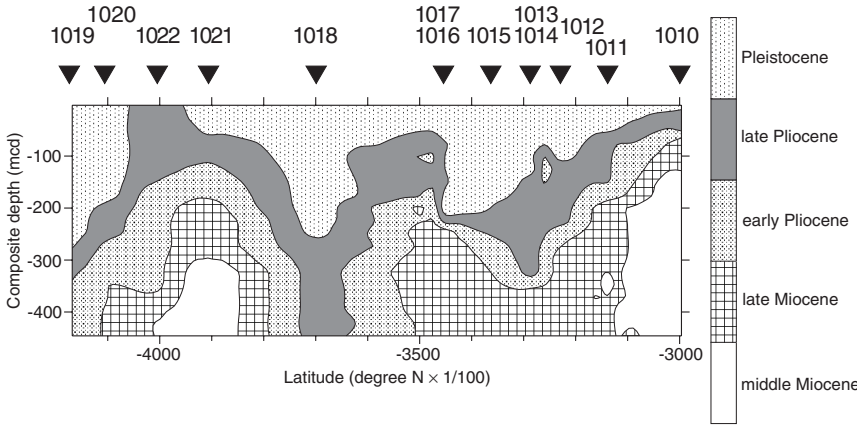 1020
1019
1022
1021
1018
1017
1016
1015
1013
1014
1012
1011
1010
Composite depth (mcd)
-100
-200
-300
-400
-4000
-3500
-3000
Latitude (degree N × 1/100)
Pleistocene
late Pliocene
early Pliocene
late Miocene
middle Miocene